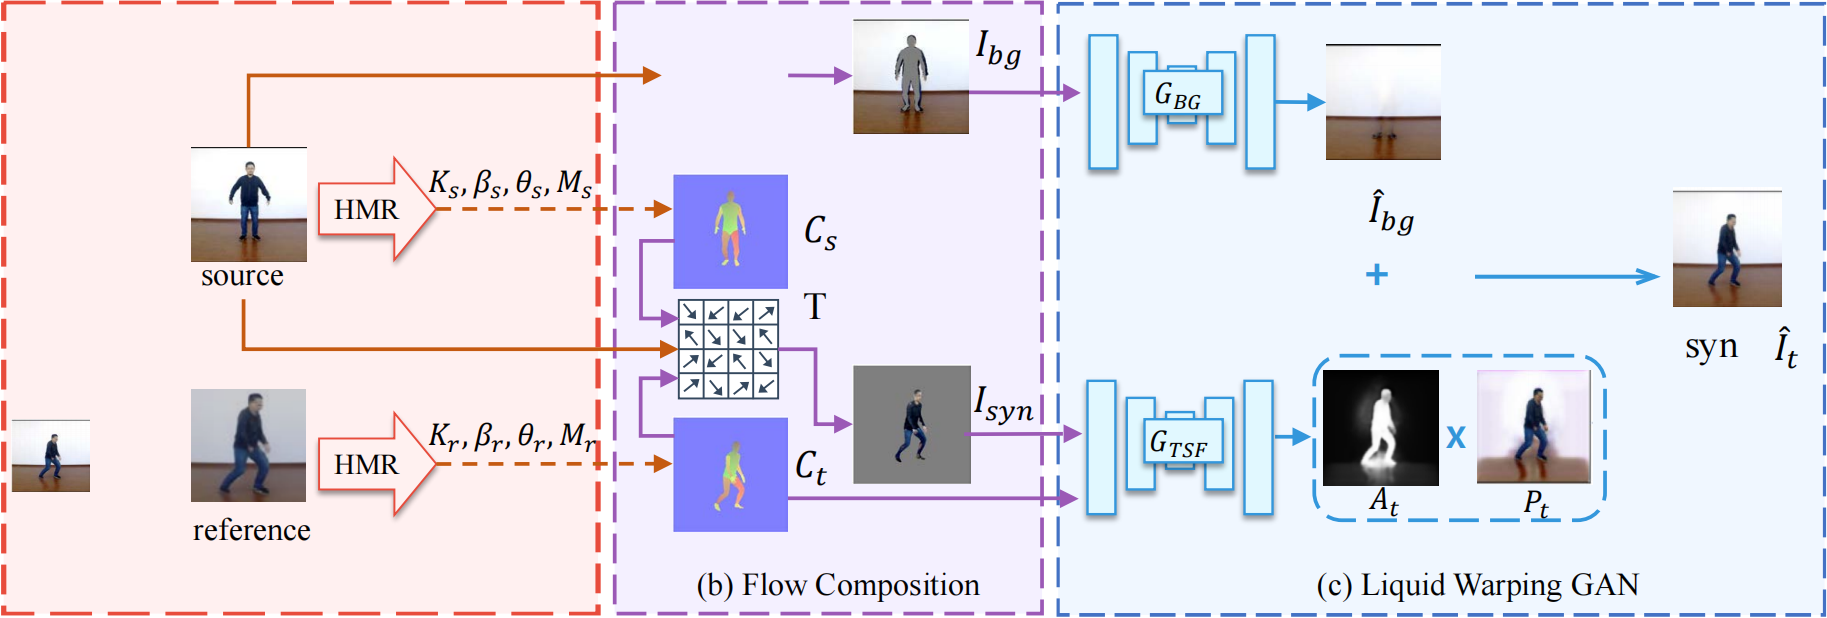 source
HMR
K_s, β_s, θ_s, M_s
reference
HMR
K_r, β_r, θ_r, M_r
I_bg
C_s
T
I_syn
C_t
(b) Flow Composition
G_BG
Î_bg
+
G_TSF
A_t
X
P_t
syn Î_t
(c) Liquid Warping GAN